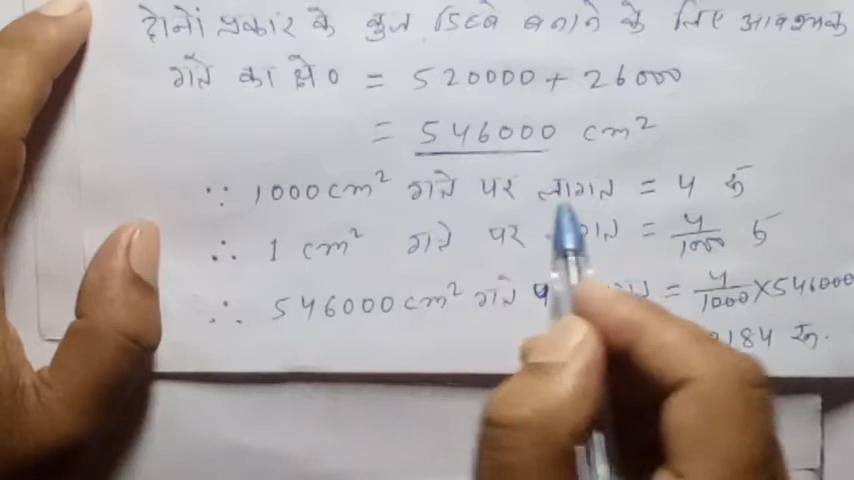 दोनों प्रकार के कुल डिब्बे बनाने के लिए आवश्यक
गत्ते का क्षे० = 520000 + 26000
= 546000 cm²
∵ 1000 cm² गत्ते पर लागत = 4 रु
∴ 1 cm² गत्ते पर = 4/1000 रु
∴ 546000 cm² गत्ते = 4/1000 × 546000
2184 रु.